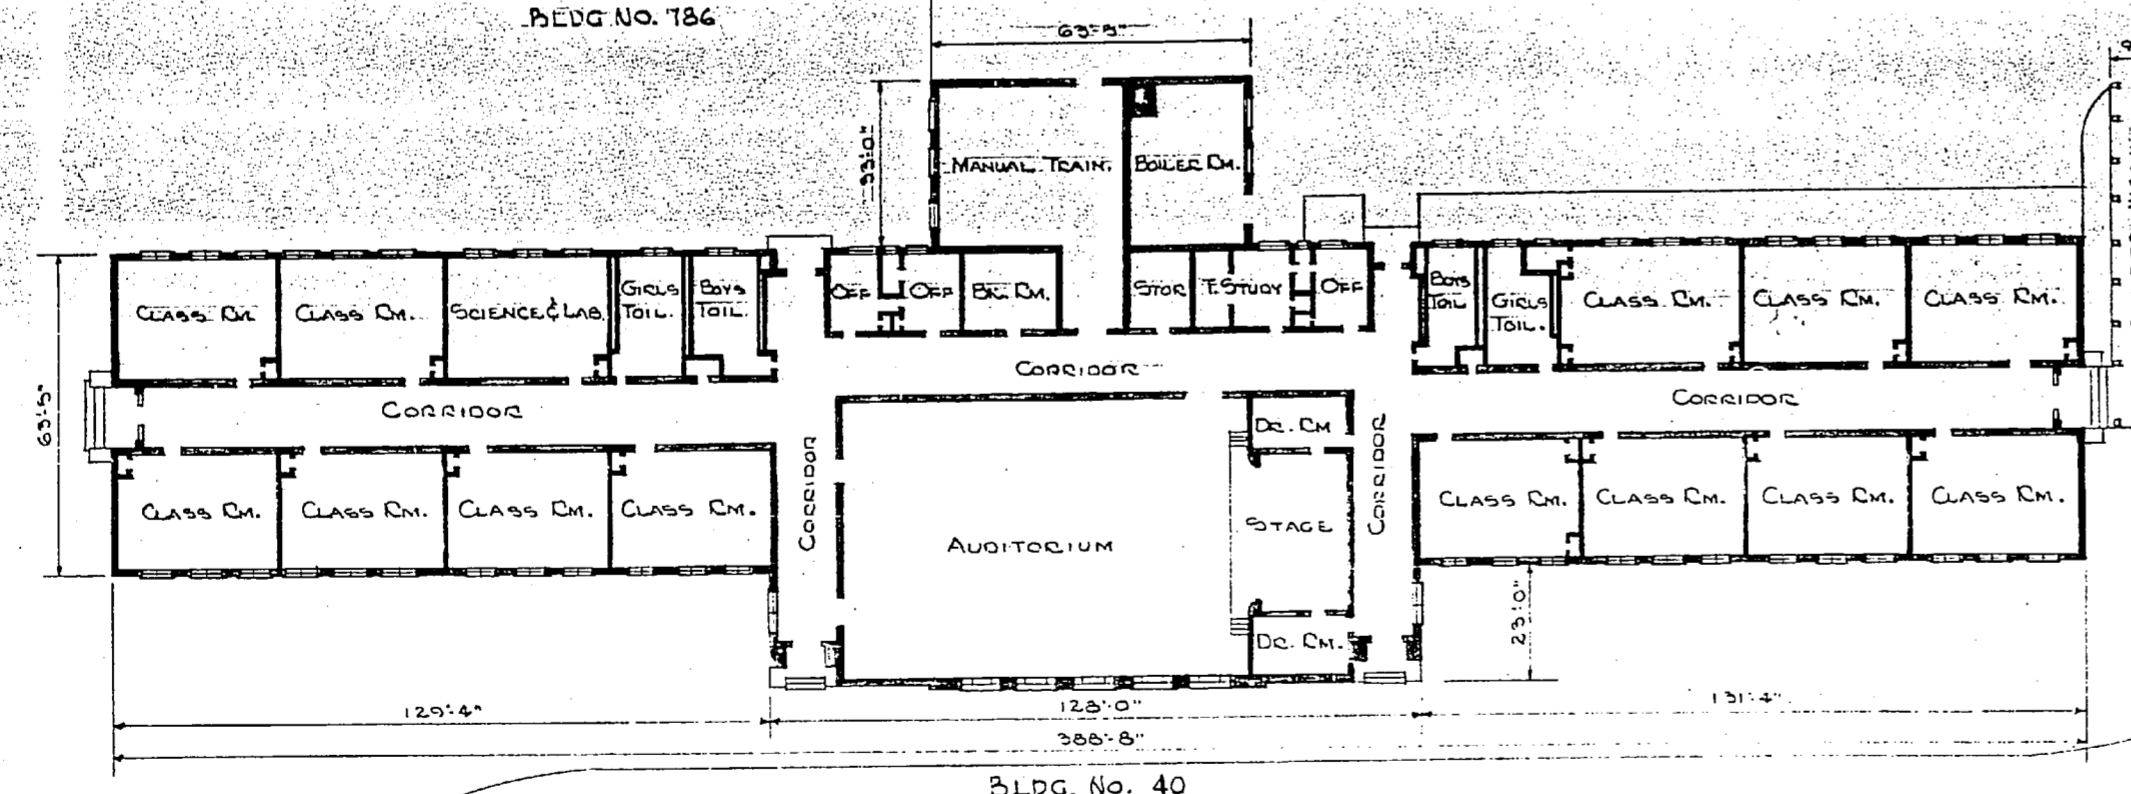 BLDG. NO. 786
63'-5"
33'-0"
MANUAL TRAIN.
BOILER RM.
CLASS RM.
CLASS RM.
SCIENCE & LAB.
GIRLS
TOIL.
BOYS
TOIL.
OFF
OFF
BK. RM.
STOR
T. STUDY
OFF
BOYS
TOIL
GIRLS
TOIL.
CLASS RM.
CLASS RM.
CLASS RM.
63'-5"
CORRIDOR
CORRIDOR
CORRIDOR
CORRIDOR
CORRIDOR
DR. RM
CLASS RM.
CLASS RM.
CLASS RM.
CLASS RM.
AUDITORIUM
STAGE
CLASS RM.
CLASS RM.
CLASS RM.
CLASS RM.
DR. RM.
23'-0"
129'-4"
128'-0"
131'-4"
388'-8"
BLDG. NO. 40